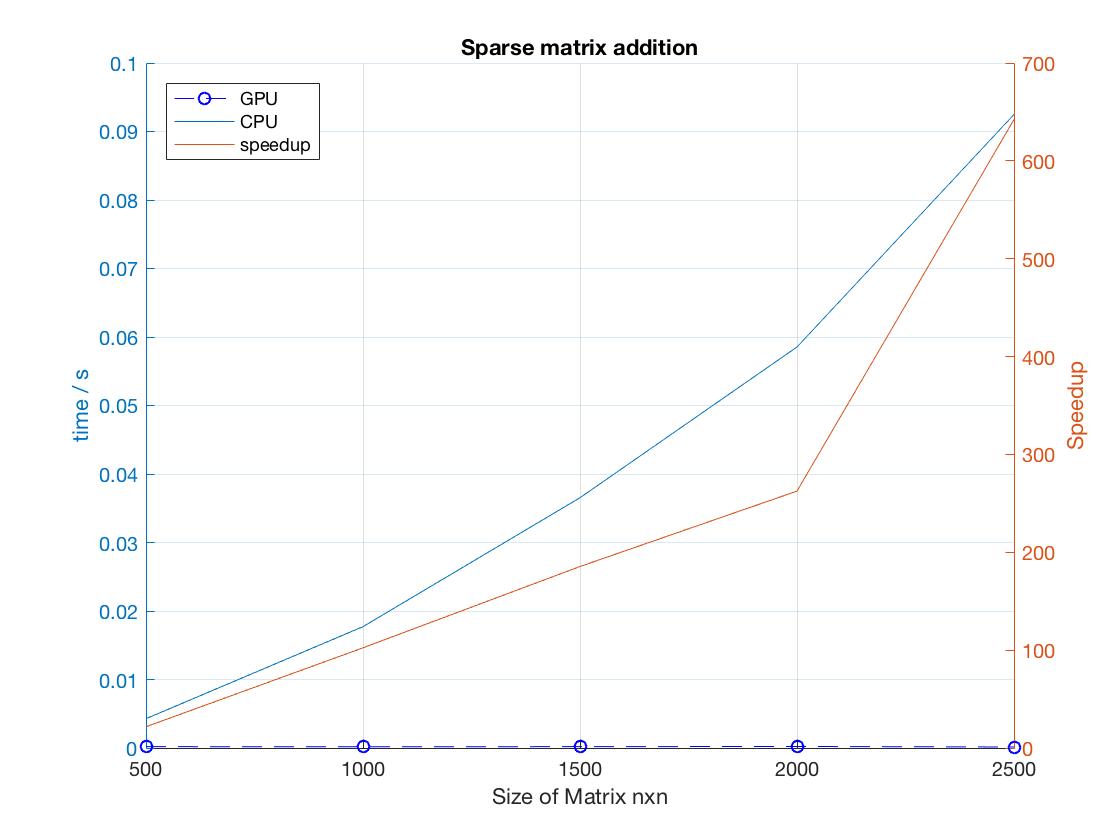 Sparse matrix addition
GPU
CPU
speedup
0.1
0.09
0.08
0.07
0.06
0.05
0.04
0.03
0.02
0.01
0
time / s
700
600
500
400
300
200
100
0
Speedup
500 1000 1500 2000 2500
Size of Matrix nxn